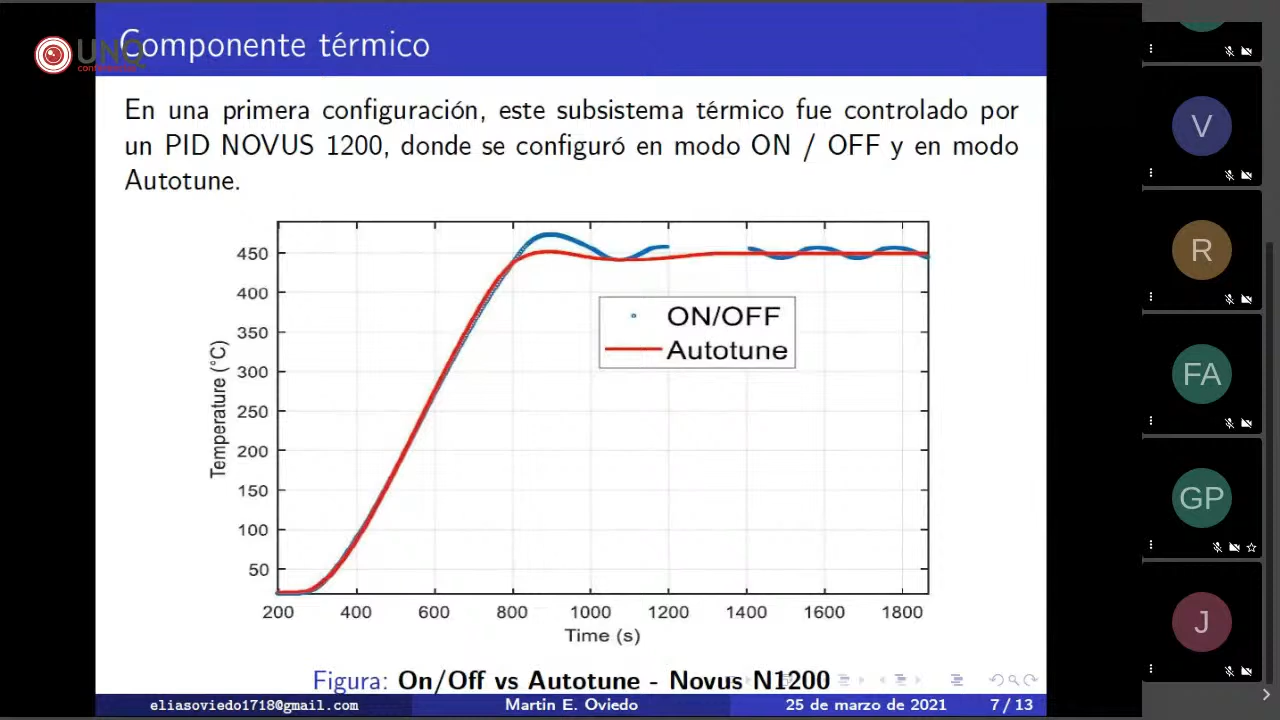 Componente térmico
UNQ
En una primera configuración, este subsistema térmico fue controlado por
un PID NOVUS 1200, donde se configuró en modo ON / OFF y en modo
Autotune.
450
400
350
300
250
200
150
100
50
Temperature (°C)
ON/OFF
Autotune
200 400 600 800 1000 1200 1400 1600 1800
Time (s)
Figura: On/Off vs Autotune - Novus N1200
eliasoviedo1718@gmail.com Martin E. Oviedo 25 de marzo de 2021 7 / 13
V
R
FA
GP
J